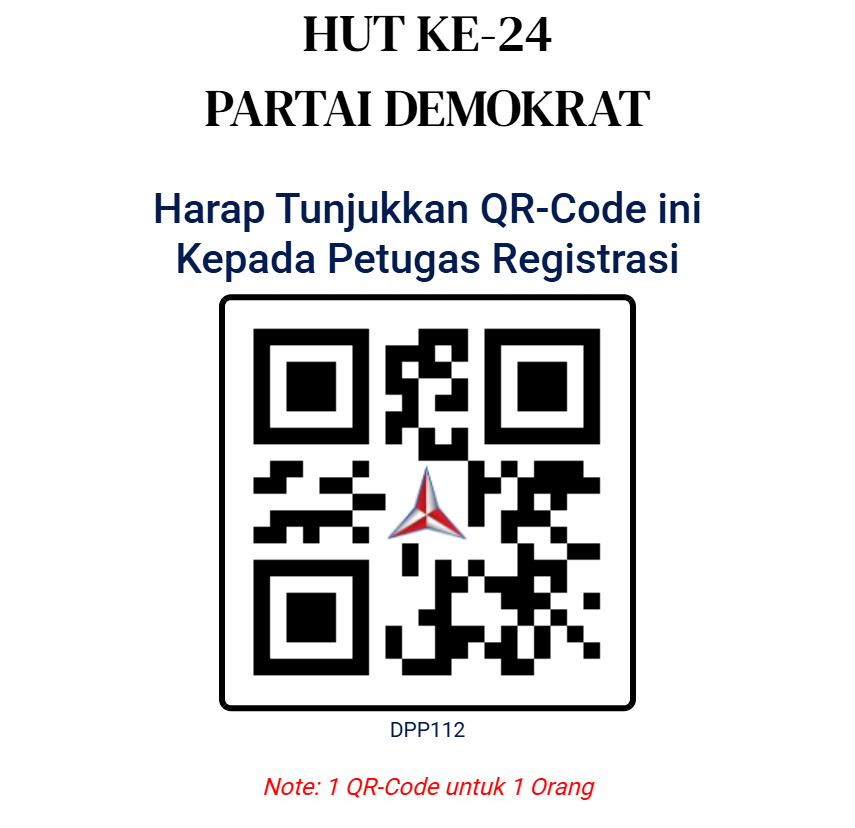 HUT KE-24
PARTAI DEMOKRAT
Harap Tunjukkan QR-Code ini
Kepada Petugas Registrasi
DPP112
Note: 1 QR-Code untuk 1 Orang